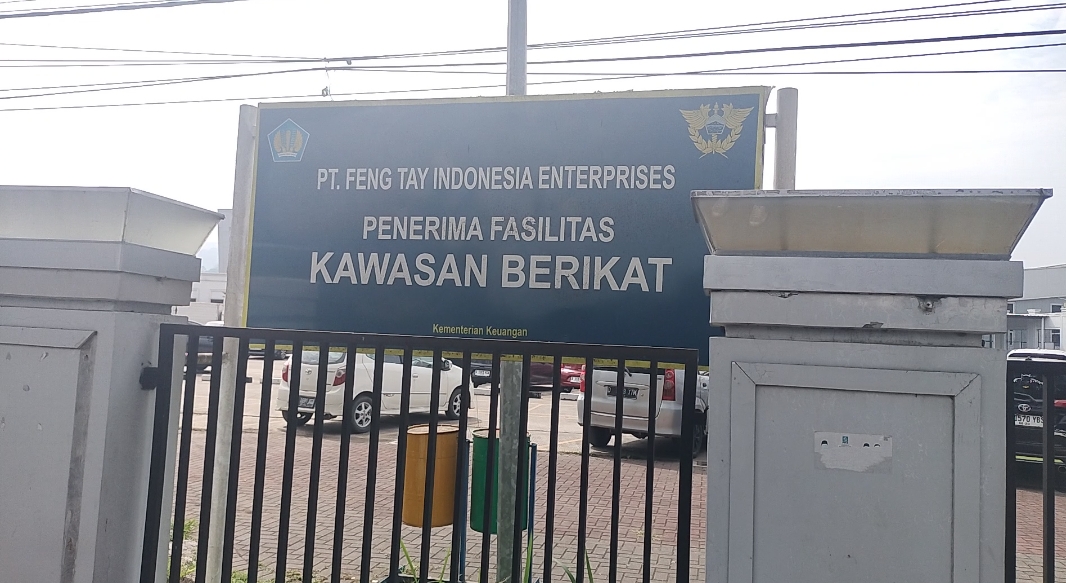 PT. FENG TAY INDONESIA ENTERPRISES
PENERIMA FASILITAS
KAWASAN BERIKAT
Kementerian Keuangan